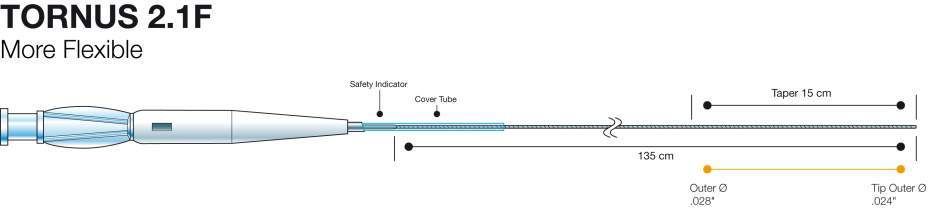 TORNUS 2.1F
More Flexible
Safety Indicator
Cover Tube
Taper 15 cm
135 cm
Outer Ø
.028"
Tip Outer Ø
.024"